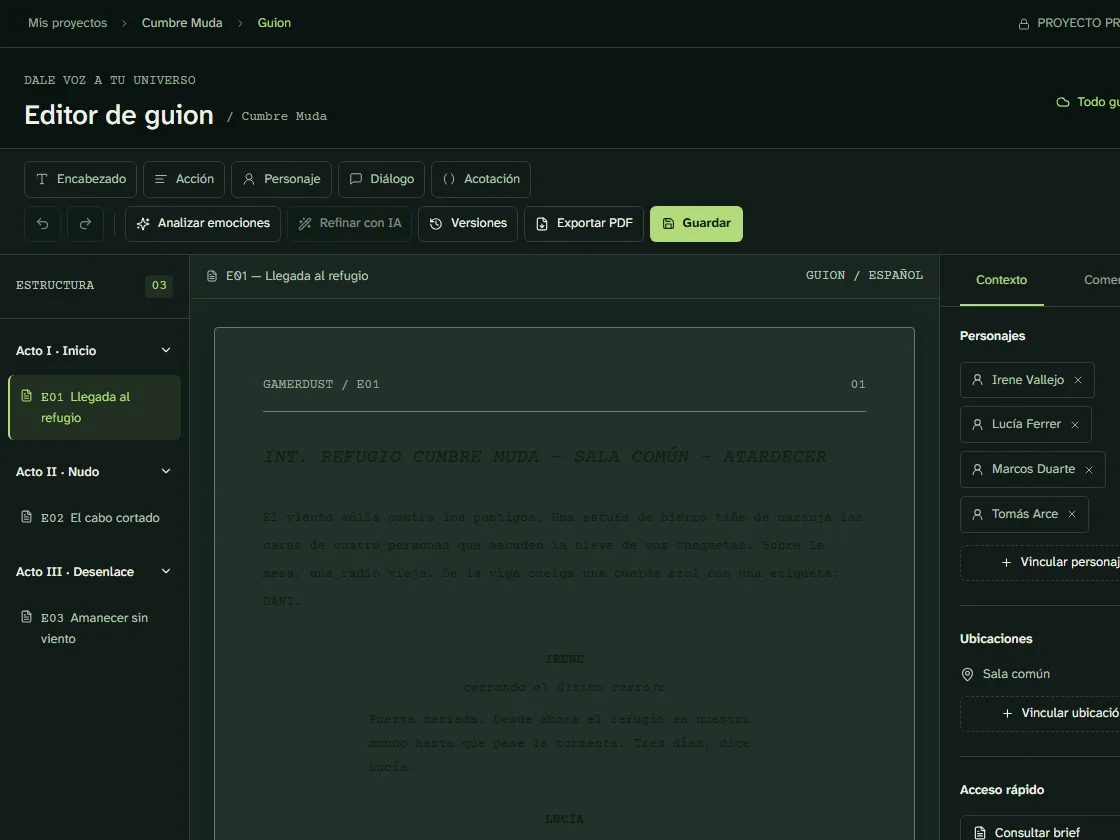 Mis proyectos > Cumbre Muda > Guion
PROYECTO PR
DALE VOZ A TU UNIVERSO
Editor de guion / Cumbre Muda
Todo gu
Encabezado Acción Personaje Diálogo () Acotación
Analizar emociones Refinar con IA Versiones Exportar PDF Guardar
ESTRUCTURA 03
Acto I · Inicio
E01 Llegada al
refugio
Acto II · Nudo
E02 El cabo cortado
Acto III · Desenlace
E03 Amanecer sin
viento
E01 — Llegada al refugio
GUION / ESPAÑOL
GAMERDUST / E01 01
INT. REFUGIO CUMBRE MUDA — SALA COMÚN — ATARDECER
El viento aúlla contra los postigos. Una estufa de hierro tiñe de naranja las
caras de cuatro personas que sacuden la nieve de sus chaquetas. Sobre la
mesa, una radio vieja. De la viga cuelga una cuerda azul con una etiqueta:
DANI.
IRENE
cerrando el último cerrojo
Puerta cerrada. Desde ahora el refugio es nuestro
mundo hasta que pase la tormenta. Tres días, dice
Lucía.
LUCÍA
Contexto Comen
Personajes
Irene Vallejo ×
Lucía Ferrer ×
Marcos Duarte ×
Tomás Arce ×
+ Vincular personaj
Ubicaciones
Sala común
+ Vincular ubicació
Acceso rápido
Consultar brief